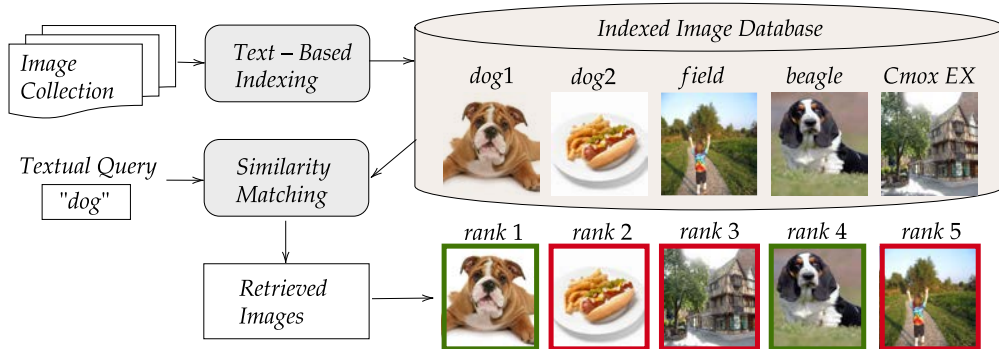 Image
Collection
Text – Based
Indexing
Indexed Image Database
dog1
dog2
field
beagle
Cmox EX
Textual Query
"dog"
Similarity
Matching
Retrieved
Images
rank 1
rank 2
rank 3
rank 4
rank 5